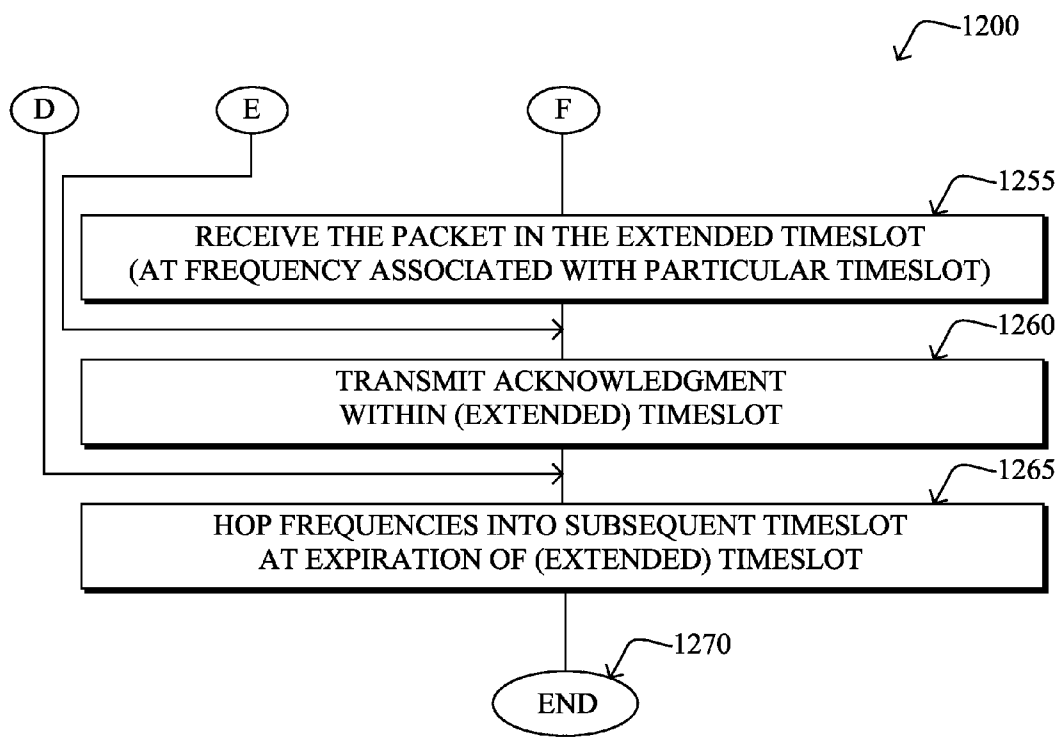 1200
D
E
F
1255
RECEIVE THE PACKET IN THE EXTENDED TIMESLOT
(AT FREQUENCY ASSOCIATED WITH PARTICULAR TIMESLOT)
1260
TRANSMIT ACKNOWLEDGMENT
WITHIN (EXTENDED) TIMESLOT
1265
HOP FREQUENCIES INTO SUBSEQUENT TIMESLOT
AT EXPIRATION OF (EXTENDED) TIMESLOT
1270
END